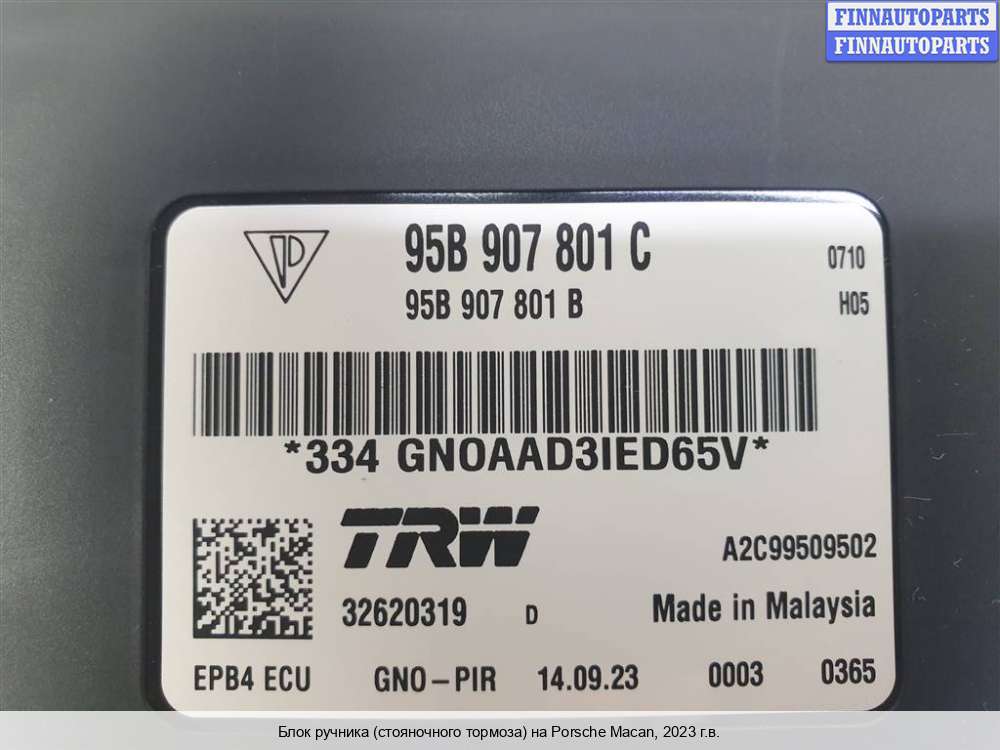 FINNAUTOPARTS
FINNAUTOPARTS
95B 907 801 C
0710
95B 907 801 B
H05
*334 GNOAAD3IED65V*
TRW
A2C99509502
32620319 D Made in Malaysia
EPB4 ECU GNO-PIR 14.09.23 0003 0365
Блок ручника (стояночного тормоза) на Porsche Macan, 2023 г.в.